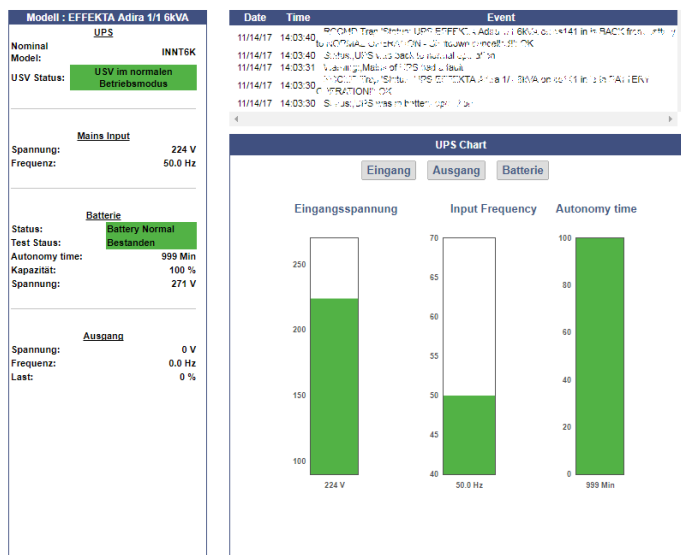 Modell : EFFEKTA Adira 1/1 6kVA
UPS
Nominal
Model:
INNT6K
USV Status:
USV im normalen
Betriebsmodus
Mains Input
Spannung: 224 V
Frequenz: 50.0 Hz
Batterie
Status: Battery Normal
Test Staus: Bestanden
Autonomy time: 999 Min
Kapazität: 100 %
Spannung: 271 V
Ausgang
Spannung: 0 V
Frequenz: 0.0 Hz
Last: 0 %
Date Time Event
11/14/17 14:03:40
11/14/17 14:03:40
11/14/17 14:03:31
11/14/17 14:03:30
11/14/17 14:03:30
UPS Chart
Eingang Ausgang Batterie
Eingangsspannung Input Frequency Autonomy time
250
200
150
100
224 V
70
65
60
55
50
45
40
50.0 Hz
100
80
60
40
20
0
999 Min